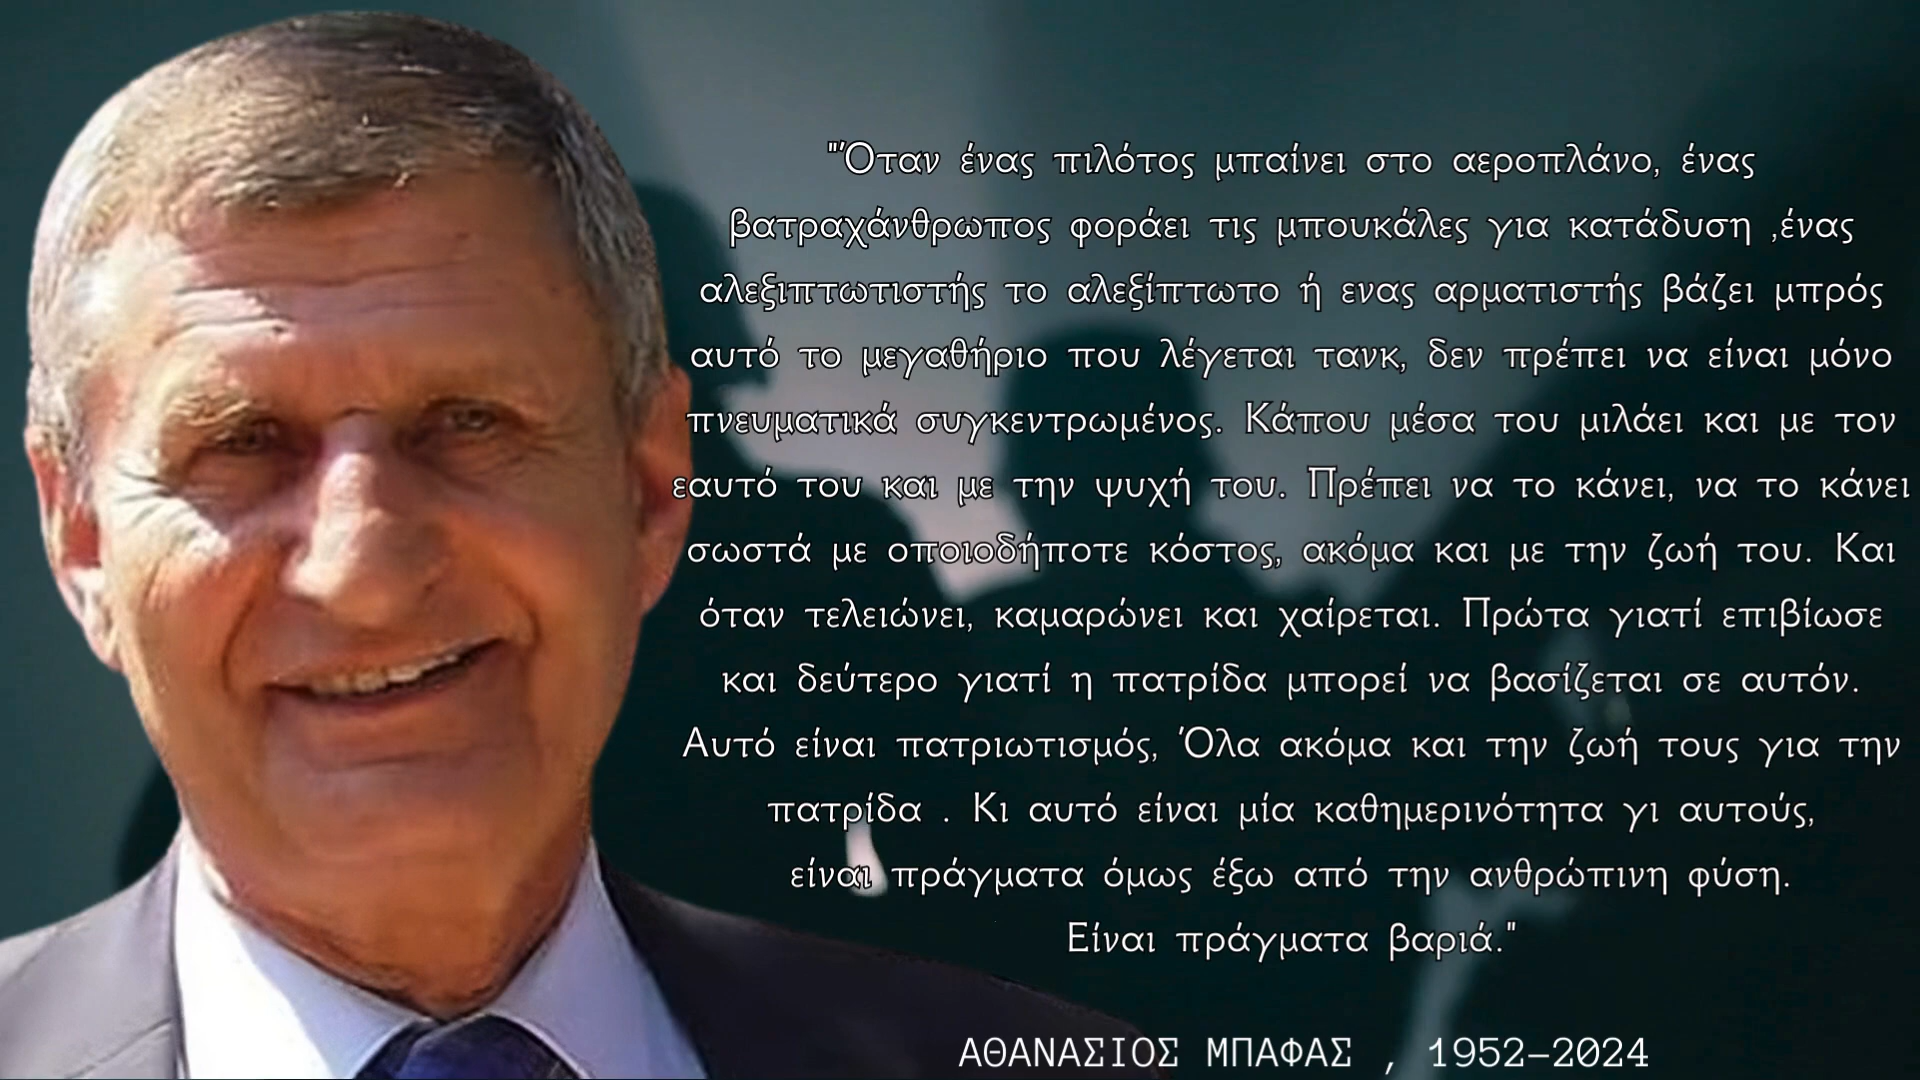 "Όταν ένας πιλότος μπαίνει στο αεροπλάνο, ένας
βατραχάνθρωπος φοράει τις μπουκάλες για κατάδυση ,ένας
αλεξιπτωτιστής το αλεξίπτωτο ή ενας αρματιστής βάζει μπρός
αυτό το μεγαθήριο που λέγεται τανκ, δεν πρέπει να είναι μόνο
πνευματικά συγκεντρωμένος. Κάπου μέσα του μιλάει και με τον
εαυτό του και με την ψυχή του. Πρέπει να το κάνει, να το κάνει
σωστά με οποιοδήποτε κόστος, ακόμα και με την ζωή του. Και
όταν τελειώνει, καμαρώνει και χαίρεται. Πρώτα γιατί επιβίωσε
και δεύτερο γιατί η πατρίδα μπορεί να βασίζεται σε αυτόν.
Αυτό είναι πατριωτισμός, Όλα ακόμα και την ζωή τους για την
πατρίδα . Κι αυτό είναι μία καθημερινότητα γι αυτούς,
είναι πράγματα όμως έξω από την ανθρώπινη φύση.
Είναι πράγματα βαριά."
ΑΘΑΝΑΣΙΟΣ ΜΠΑΦΑΣ , 1952-2024